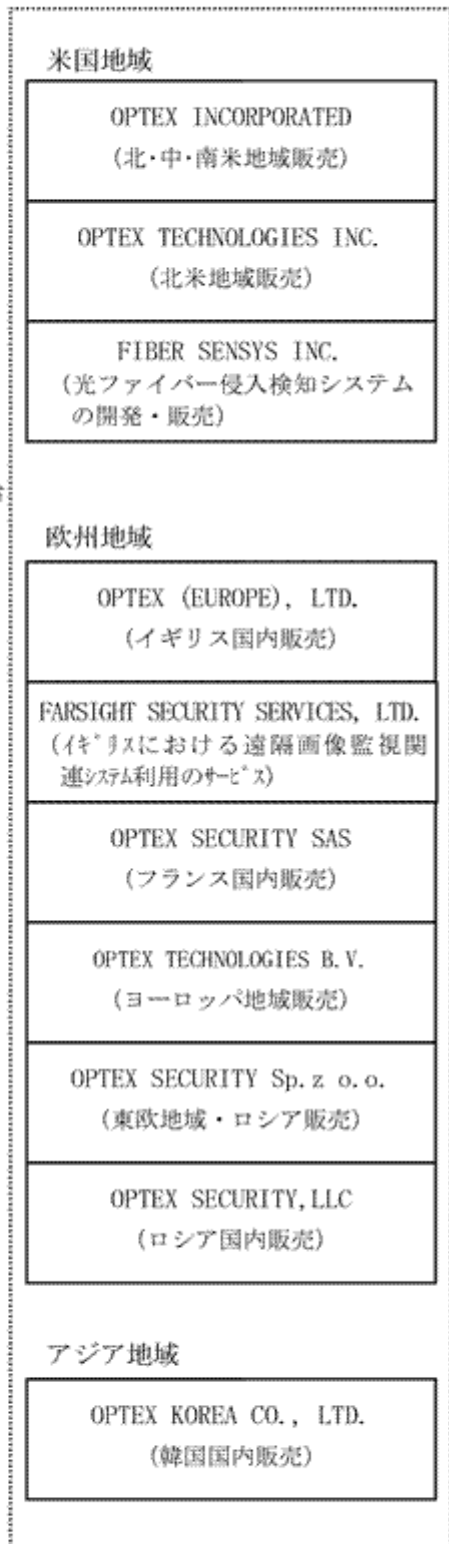 米国地域
OPTEX INCORPORATED
(北・中・南米地域販売)
OPTEX TECHNOLOGIES INC.
(北米地域販売)
FIBER SENSYS INC.
(光ファイバー侵入検知システム
の開発・販売)
欧州地域
OPTEX (EUROPE), LTD.
(イギリス国内販売)
FARSIGHT SECURITY SERVICES, LTD.
(ｲｷﾞﾘｽにおける遠隔画像監視関
連ｼｽﾃﾑ利用のｻｰﾋﾞｽ)
OPTEX SECURITY SAS
(フランス国内販売)
OPTEX TECHNOLOGIES B.V.
(ヨーロッパ地域販売)
OPTEX SECURITY Sp.z o.o.
(東欧地域・ロシア販売)
OPTEX SECURITY,LLC
(ロシア国内販売)
アジア地域
OPTEX KOREA CO., LTD.
(韓国国内販売)